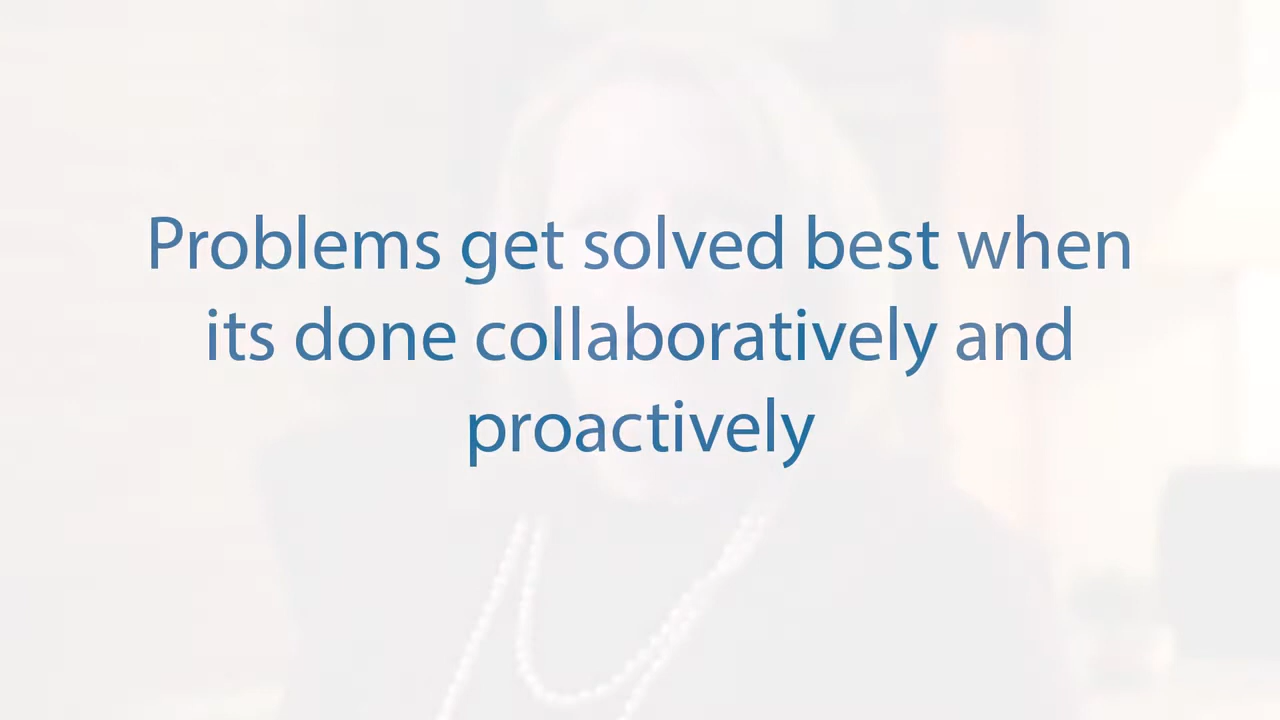 Problems get solved best when
its done collaboratively and
proactively